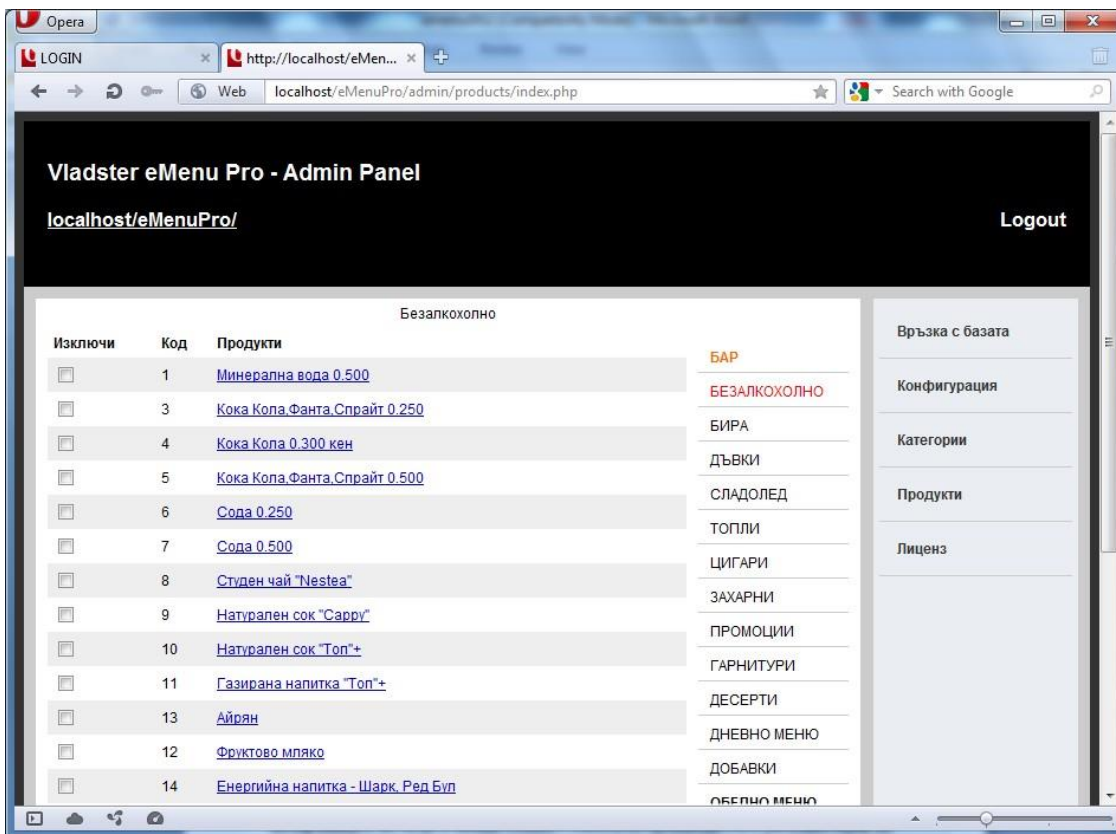 Opera
LOGIN
http://localhost/eMen...
Web
localhost/eMenuPro/admin/products/index.php
Search with Google
Vladster eMenu Pro - Admin Panel
localhost/eMenuPro/
Logout
Безалкохолно
Изключи Код Продукти
1 Минерална вода 0.500
3 Кока Кола,Фанта,Спрайт 0.250
4 Кока Кола 0.300 кен
5 Кока Кола,Фанта,Спрайт 0.500
6 Сода 0.250
7 Сода 0.500
8 Студен чай "Nestea"
9 Натурален сок "Cappy"
10 Натурален сок "Топ"+
11 Газирана напитка "Топ"+
13 Айрян
12 Фруктово мляко
14 Енергийна напитка - Шарк, Ред Бул
БАР
БЕЗАЛКОХОЛНО
БИРА
ДЪВКИ
СЛАДОЛЕД
ТОПЛИ
ЦИГАРИ
ЗАХАРНИ
ПРОМОЦИИ
ГАРНИТУРИ
ДЕСЕРТИ
ДНЕВНО МЕНЮ
ДОБАВКИ
ОБЕДНО МЕНЮ
Връзка с базата
Конфигурация
Категории
Продукти
Лиценз